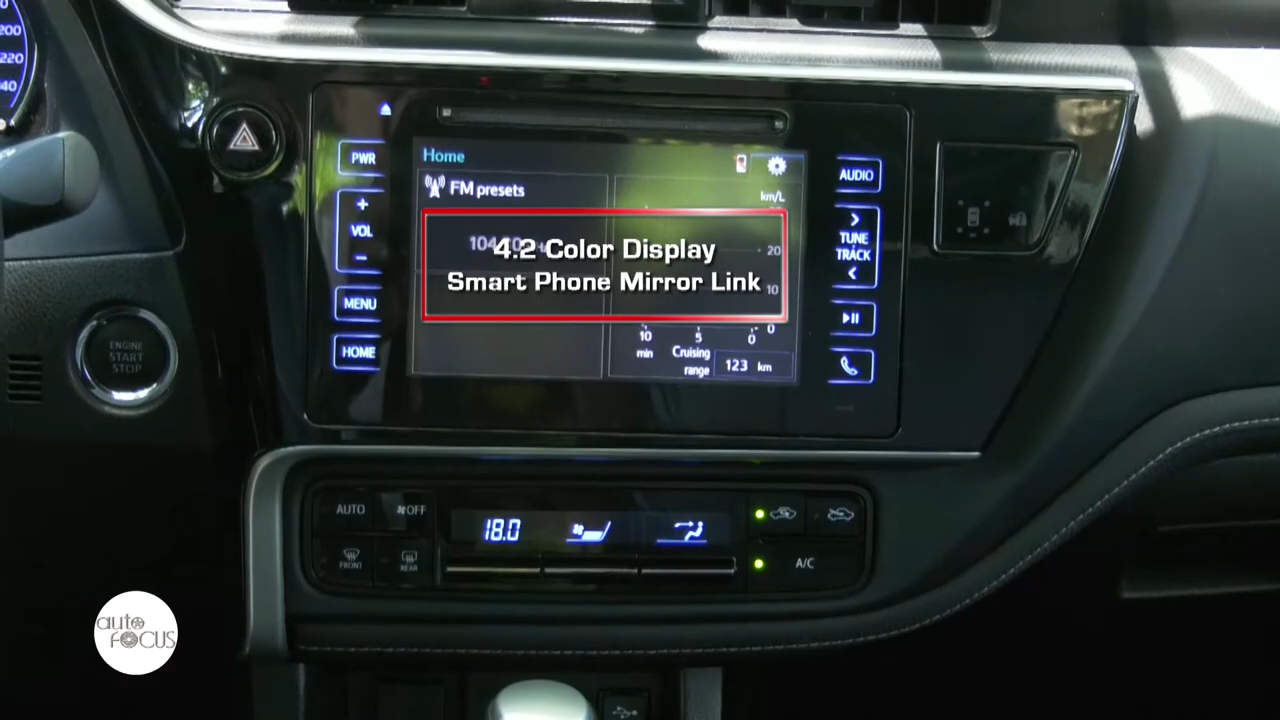 200
220
PWR
+
VOL
−
MENU
HOME
ENGINE
START
STOP
Home
FM presets
km/L
4.2 Color Display
Smart Phone Mirror Link
20
10
0
10 5 0
min
Cruising
range
123 km
AUDIO
>
TUNE
TRACK
<
AUTO
OFF
FRONT
REAR
18.0
A/C
auto
FOCUS